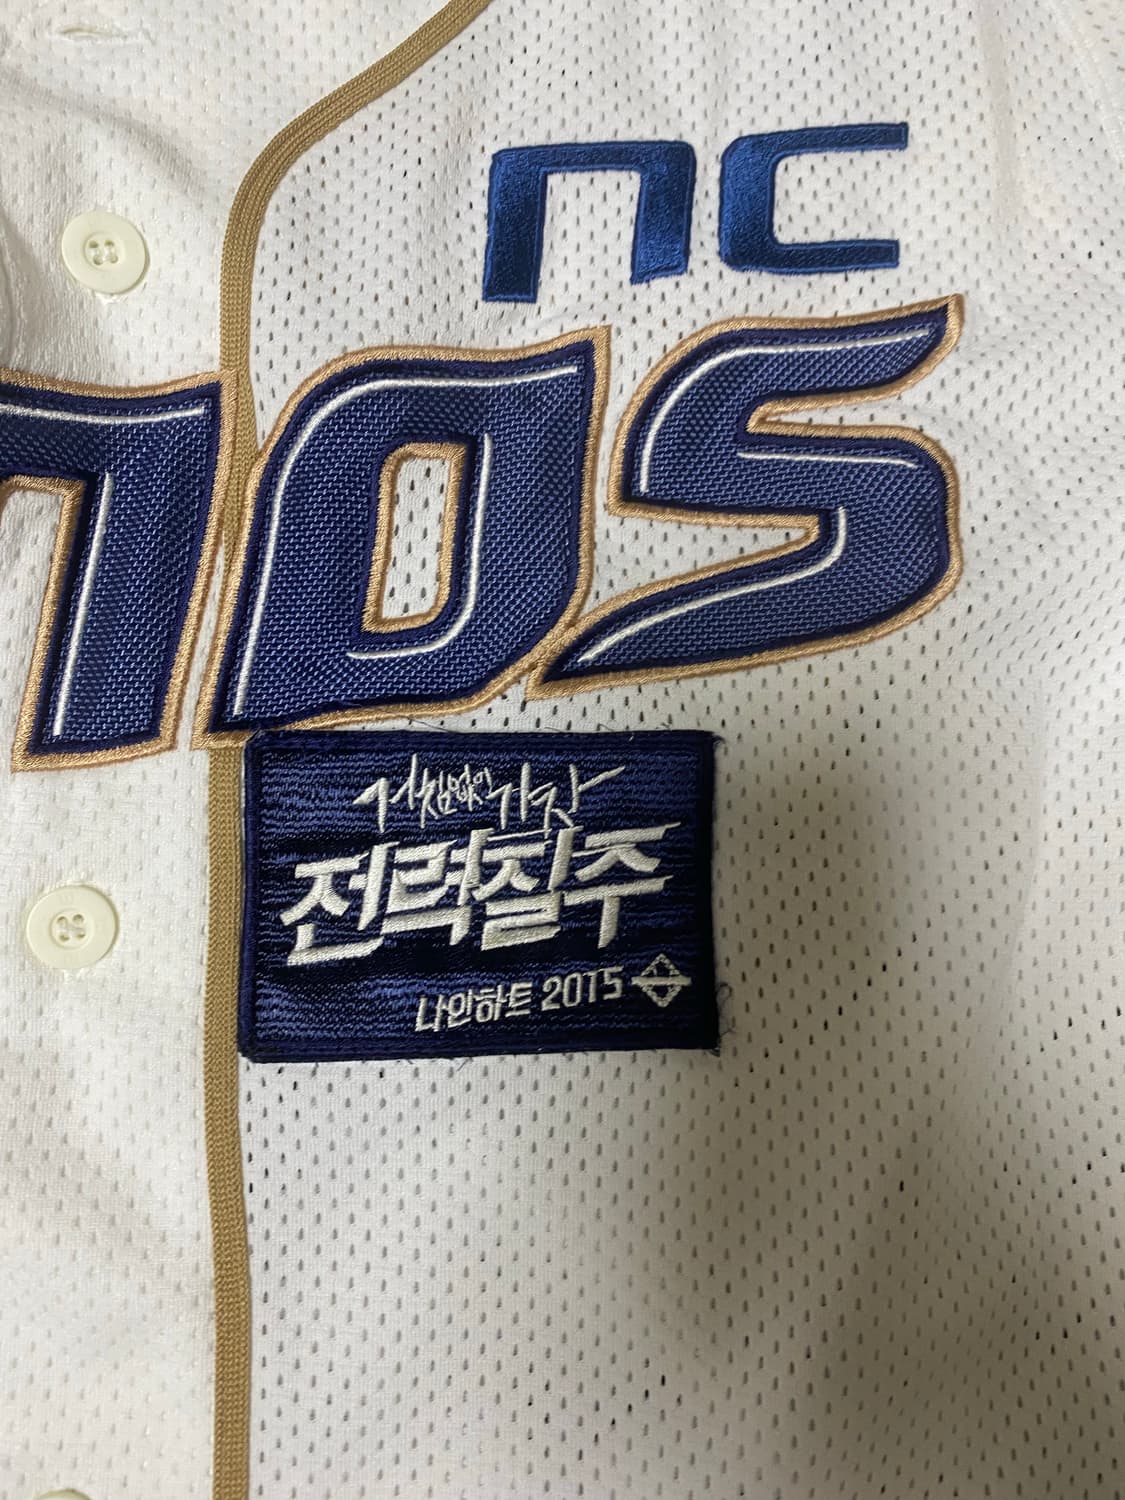 nc
nos
거침없이 가자
전력질주
나인하트 2015